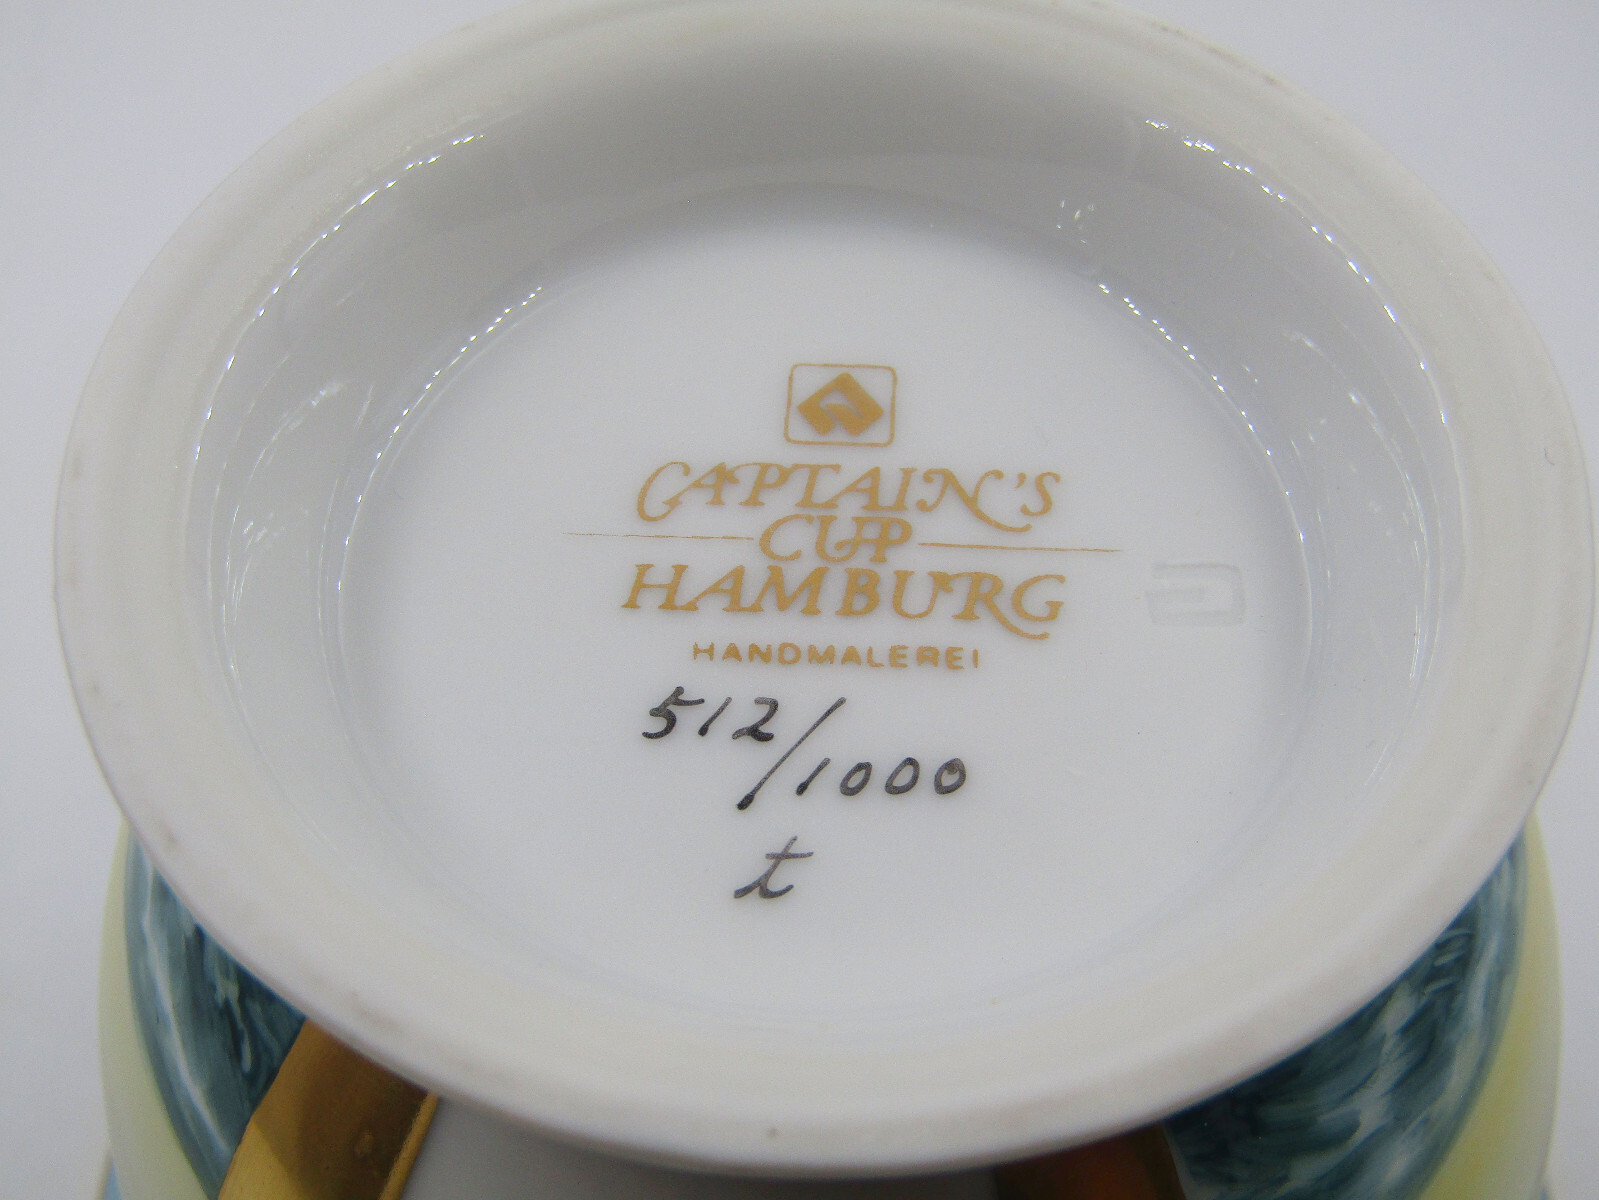 CAPTAIN'S
CUP
HAMBURG
HANDMALEREI
512/1000
t